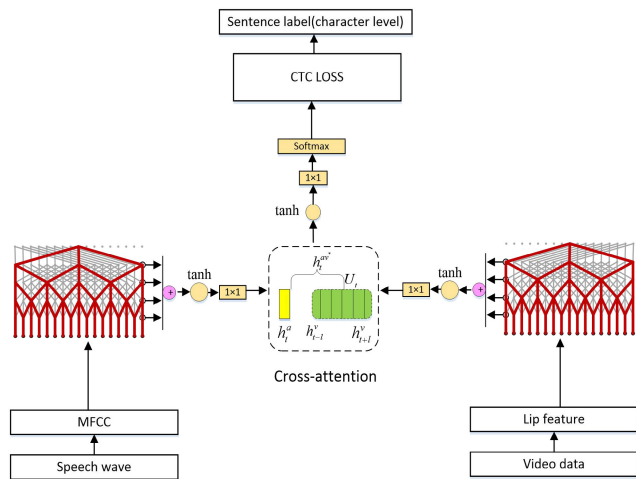 Sentence label(character level)
CTC LOSS
Softmax
1×1
tanh
h_t^{av*}
U_t
h_t^a
h_{t-l}^v
h_{t+l}^v
Cross-attention
tanh
+
1×1
1×1
tanh
+
MFCC
Speech wave
Lip feature
Video data